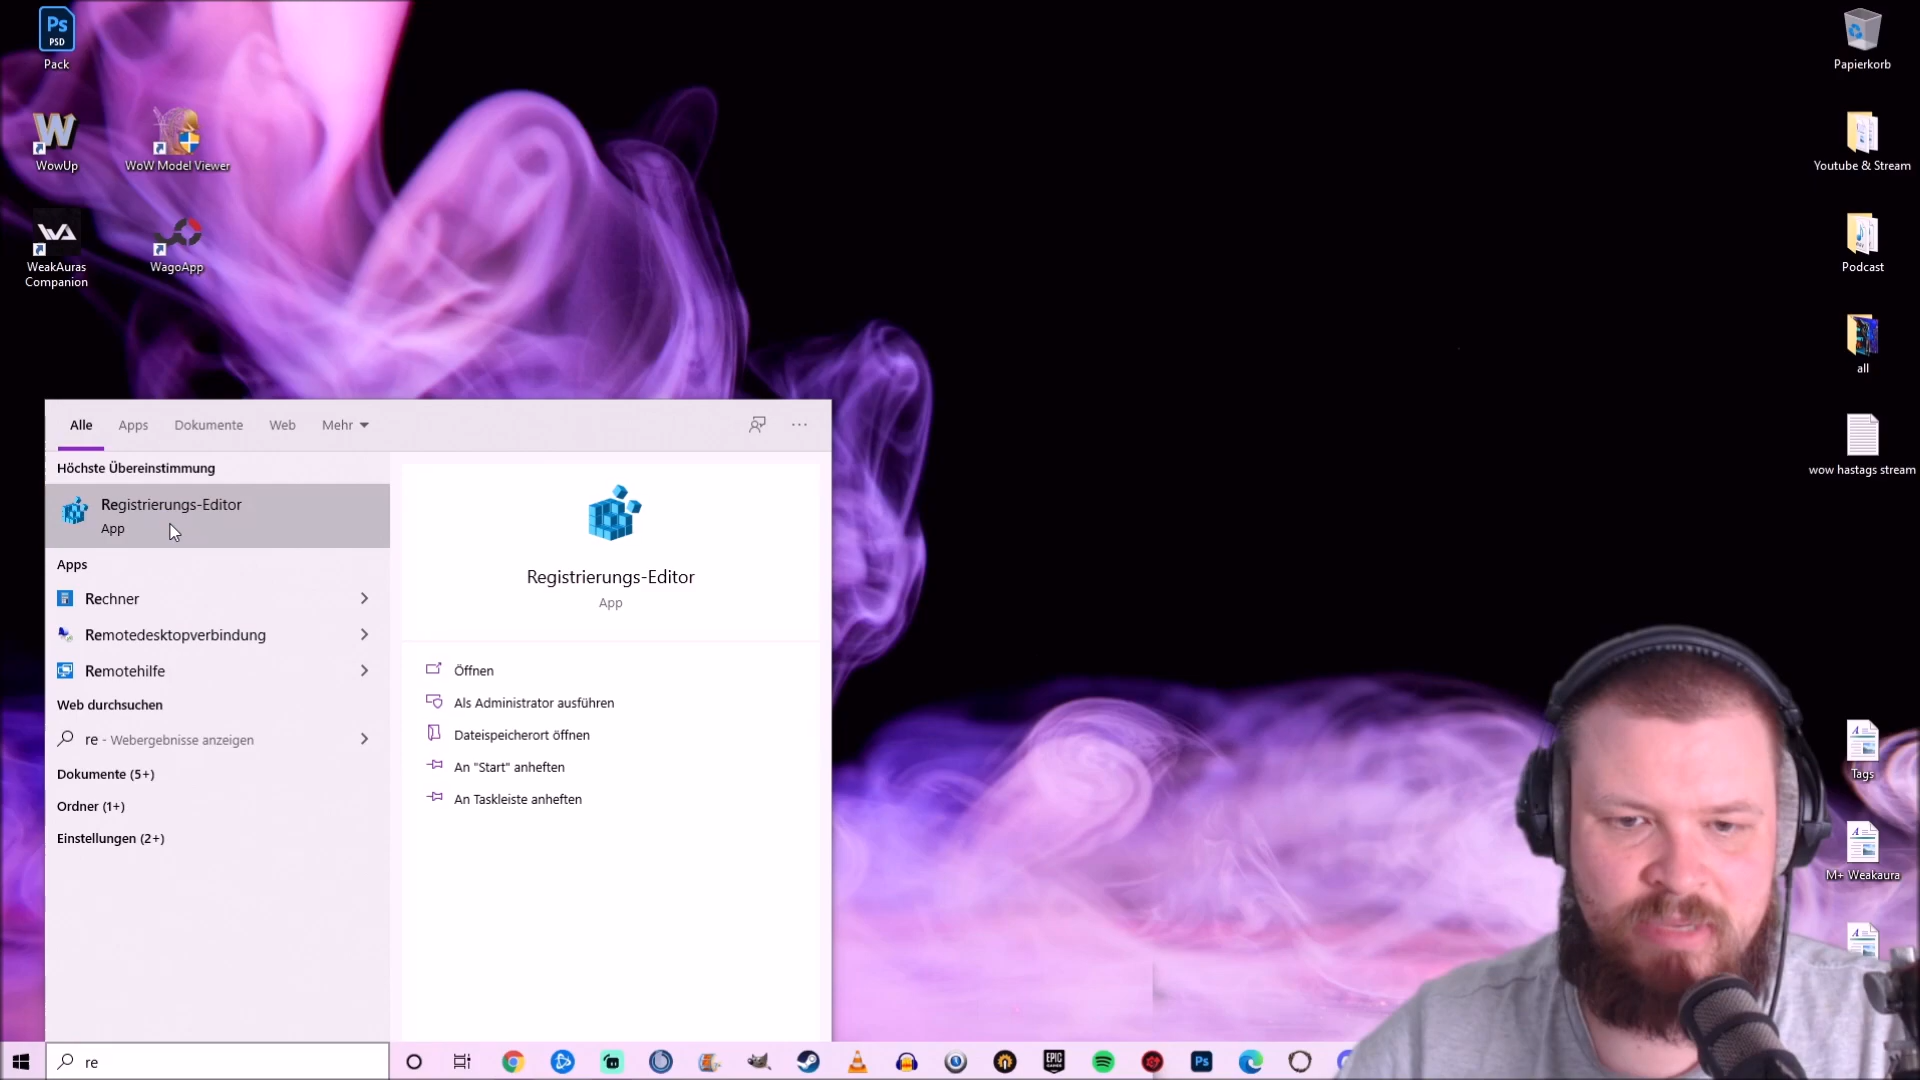 Ps
PSD
Pack
WowUp
WoW Model Viewer
WeakAuras
Companion
WagoApp
Papierkorb
Youtube & Stream
Podcast
all
wow hastags stream
Tags
M+ Weakaura
Alle
Apps
Dokumente
Web
Mehr
Höchste Übereinstimmung
Registrierungs-Editor
App
Apps
Rechner
Remotedesktopverbindung
Remotehilfe
Web durchsuchen
re - Webergebnisse anzeigen
Dokumente (5+)
Ordner (1+)
Einstellungen (2+)
Registrierungs-Editor
App
Öffnen
Als Administrator ausführen
Dateispeicherort öffnen
An "Start" anheften
An Taskleiste anheften
re
EPIC
GAMES
Ps